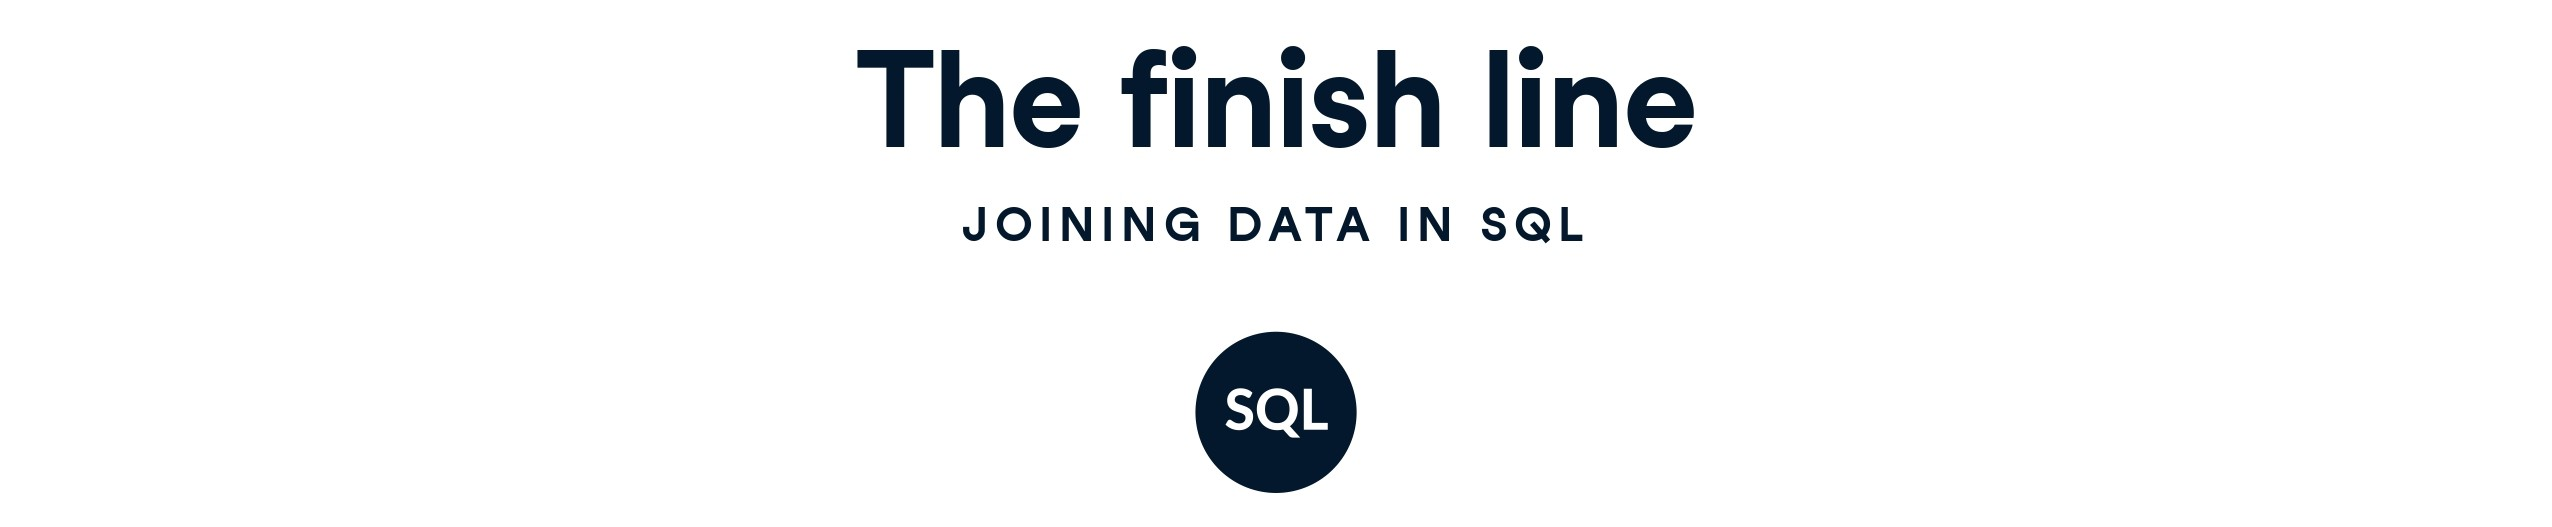 The finish line
JOINING DATA IN SQL
SQL